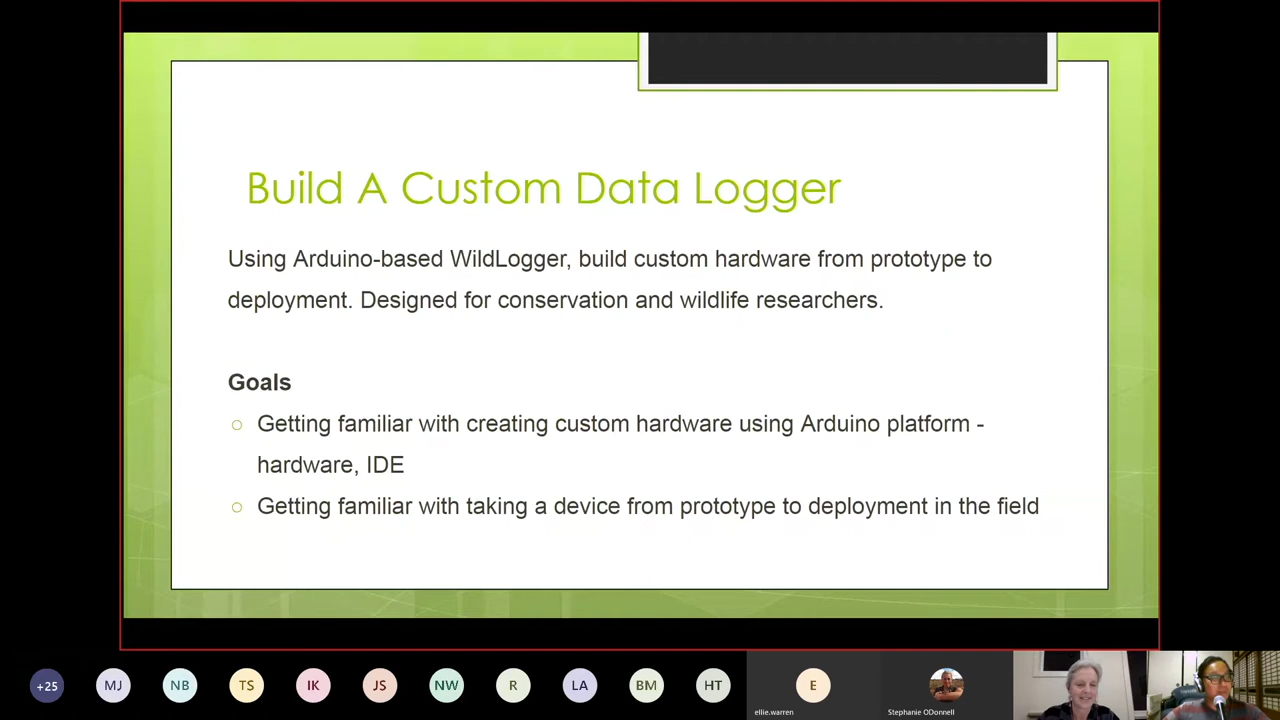 Build A Custom Data Logger
Using Arduino-based WildLogger, build custom hardware from prototype to
deployment. Designed for conservation and wildlife researchers.
Goals
Getting familiar with creating custom hardware using Arduino platform -
hardware, IDE
Getting familiar with taking a device from prototype to deployment in the field
+25 MJ NB TS IK JS NW R LA BM HT E
ellie.warren Stephanie ODonnell